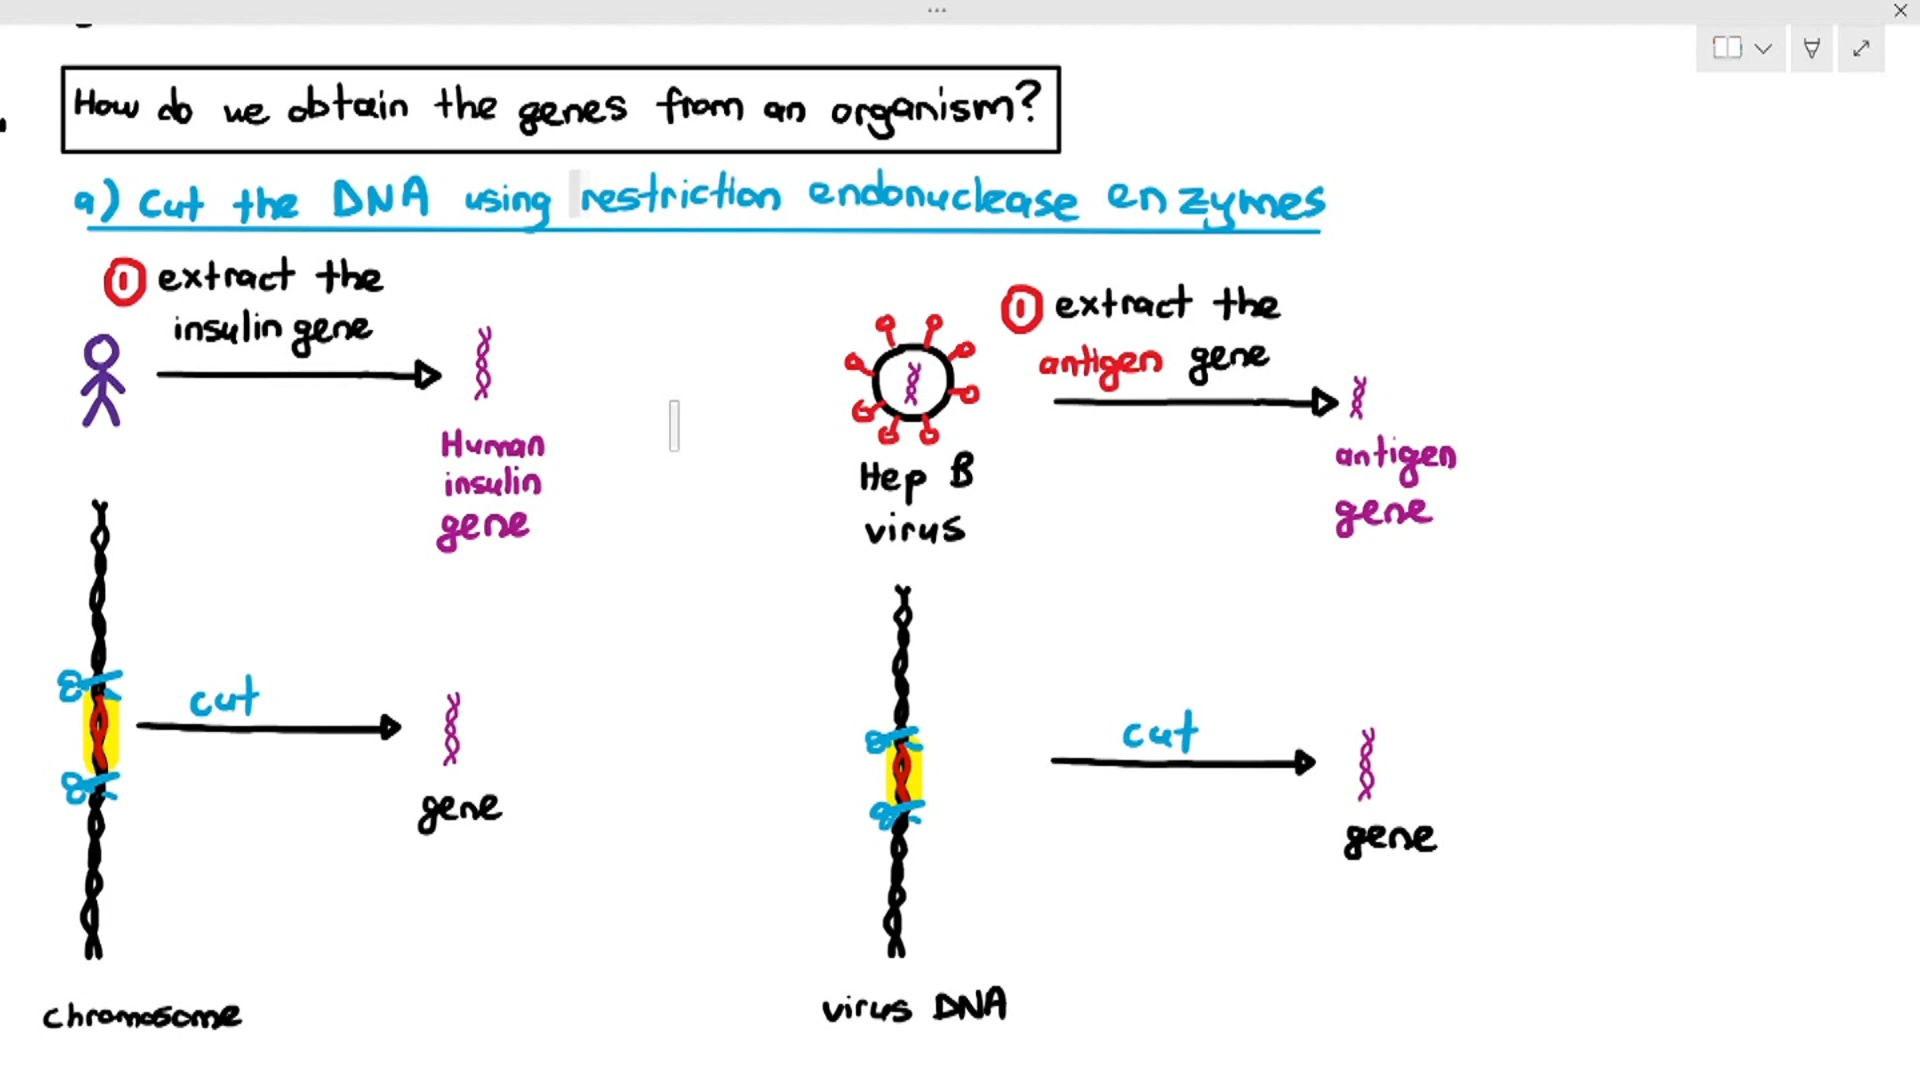 How do we obtain the genes from an organism?
a) cut the DNA using restriction endonuclease enzymes
① extract the
insulin gene
Human
insulin
gene
cut
gene
chromosome
① extract the
antigen gene
Hep B
virus
antigen
gene
cut
gene
virus DNA